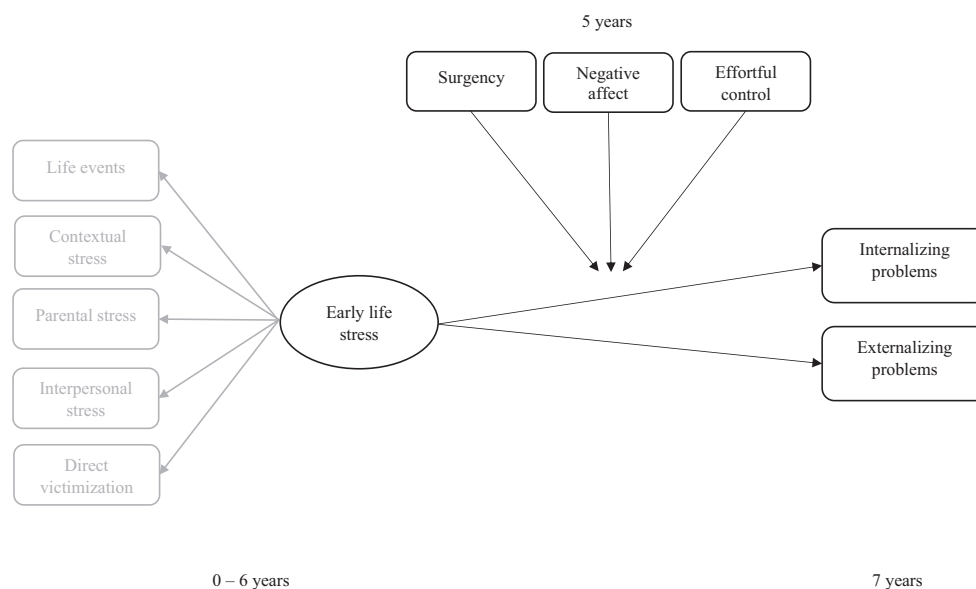 5 years
Surgency
Negative
affect
Effortful
control
Life events
Contextual
stress
Parental stress
Interpersonal
stress
Direct
victimization
Early life
stress
Internalizing
problems
Externalizing
problems
0 – 6 years
7 years